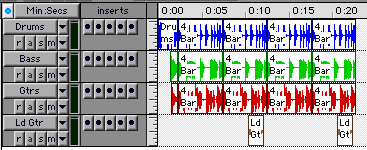 Min:Secs inserts 0:00 0:05 0:10 0:15 0:20
Drums Dru 4 4 4 4
r a s m ms Bar Bar Bar Bar
Bass 4 4 4 4
r a s m Bar Bar Bar Bar
Gtrs 4 4 4 4
r a s m Bar Bar Bar Bar
Ld Gtr Ld Ld
r a s m Gt Gt